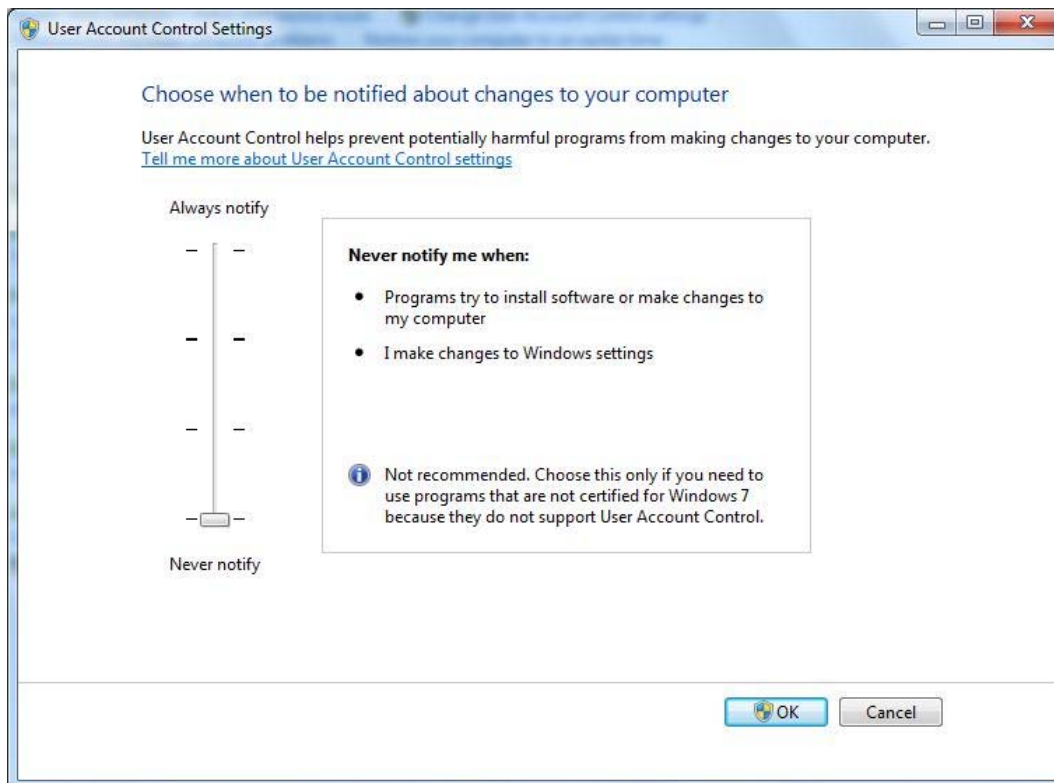 User Account Control Settings
Choose when to be notified about changes to your computer
User Account Control helps prevent potentially harmful programs from making changes to your computer.
Tell me more about User Account Control settings
Always notify
Never notify me when:
Programs try to install software or make changes to
my computer
I make changes to Windows settings
Not recommended. Choose this only if you need to
use programs that are not certified for Windows 7
because they do not support User Account Control.
Never notify
OK
Cancel